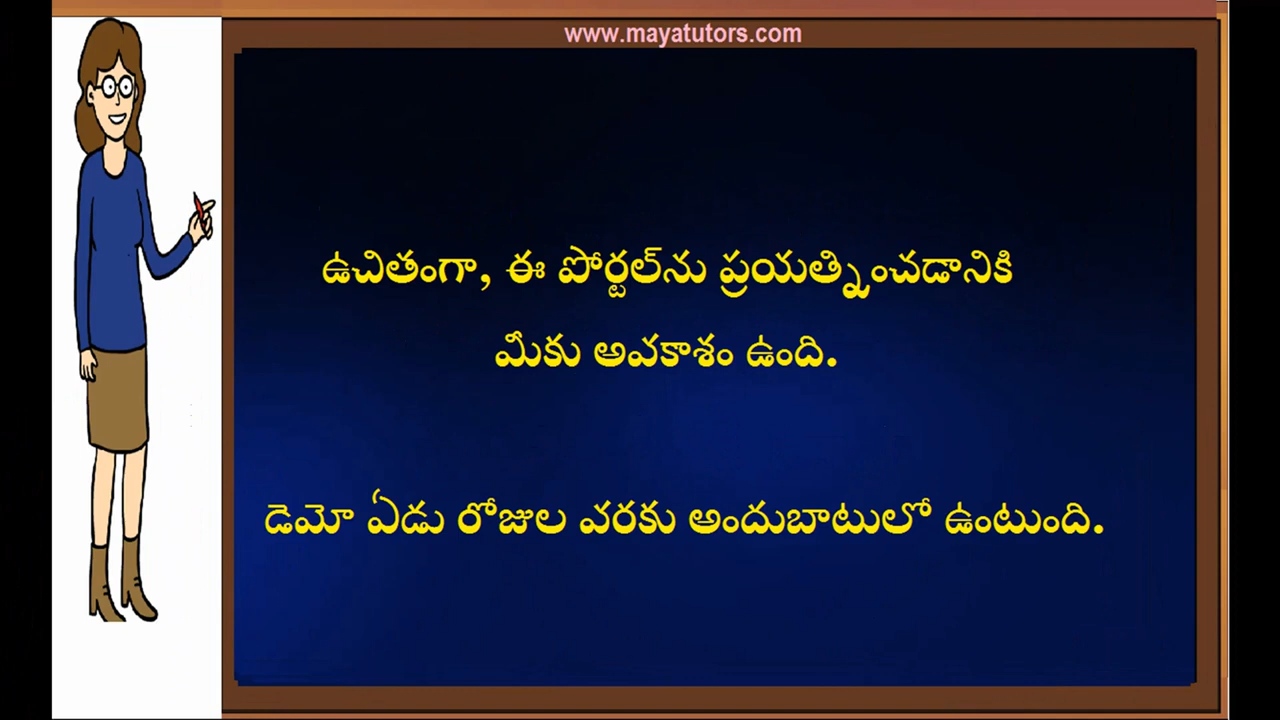 www.mayatutors.com
ఉచితంగా, ఈ పోర్టల్‌ను ప్రయత్నించడానికి
మీకు అవకాశం ఉంది.
డెమో ఏడు రోజుల వరకు అందుబాటులో ఉంటుంది.